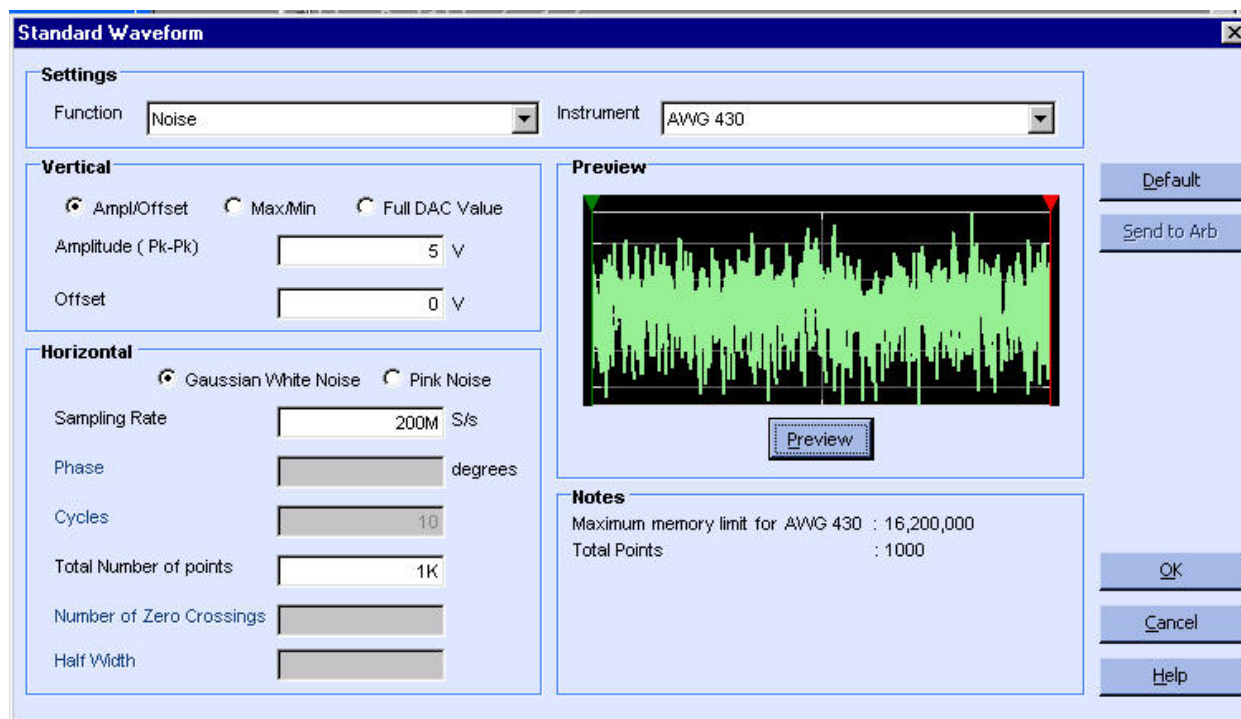 Standard Waveform
Settings
Function Noise Instrument AWG 430
Vertical
Ampl/Offset Max/Min Full DAC Value
Amplitude ( Pk-Pk) 5 V
Offset 0 V
Horizontal
Gaussian White Noise Pink Noise
Sampling Rate 200M S/s
Phase degrees
Cycles 10
Total Number of points 1K
Number of Zero Crossings
Half Width
Preview
Preview
Notes
Maximum memory limit for AWG 430 : 16,200,000
Total Points : 1000
Default
Send to Arb
OK
Cancel
Help